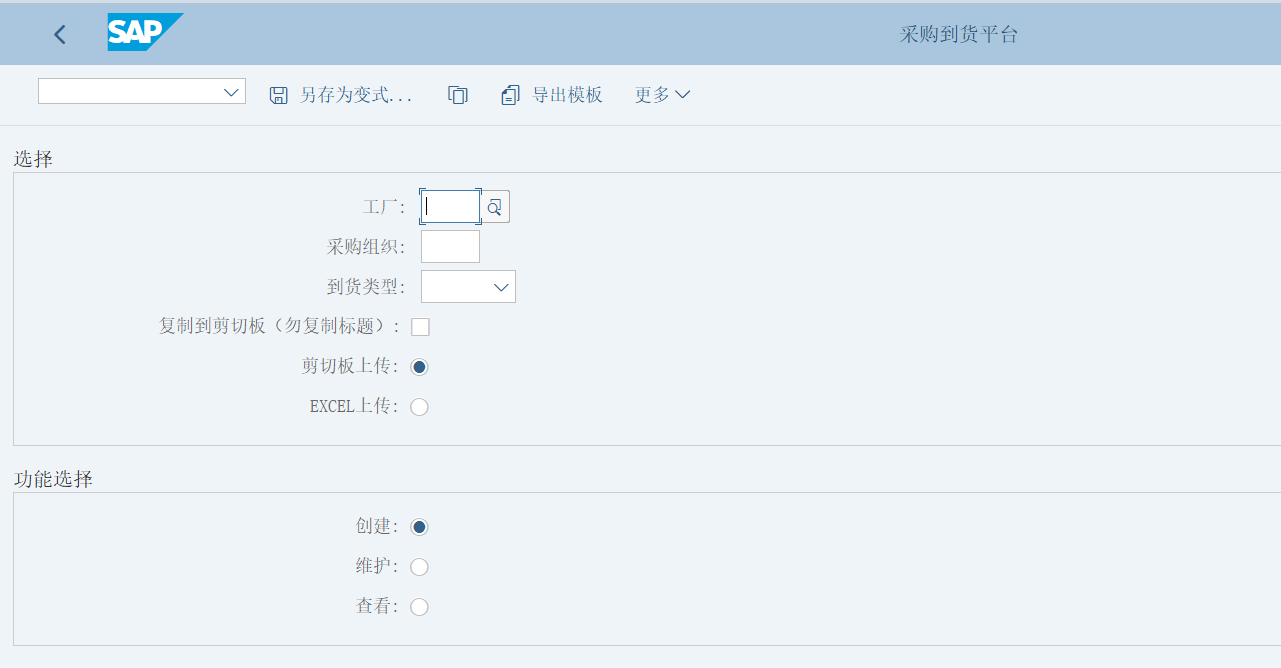 SAP
采购到货平台
另存为变式...
导出模板
更多
选择
工厂:
采购组织:
到货类型:
复制到剪切板（勿复制标题）:
剪切板上传:
EXCEL上传:
功能选择
创建:
维护:
查看: